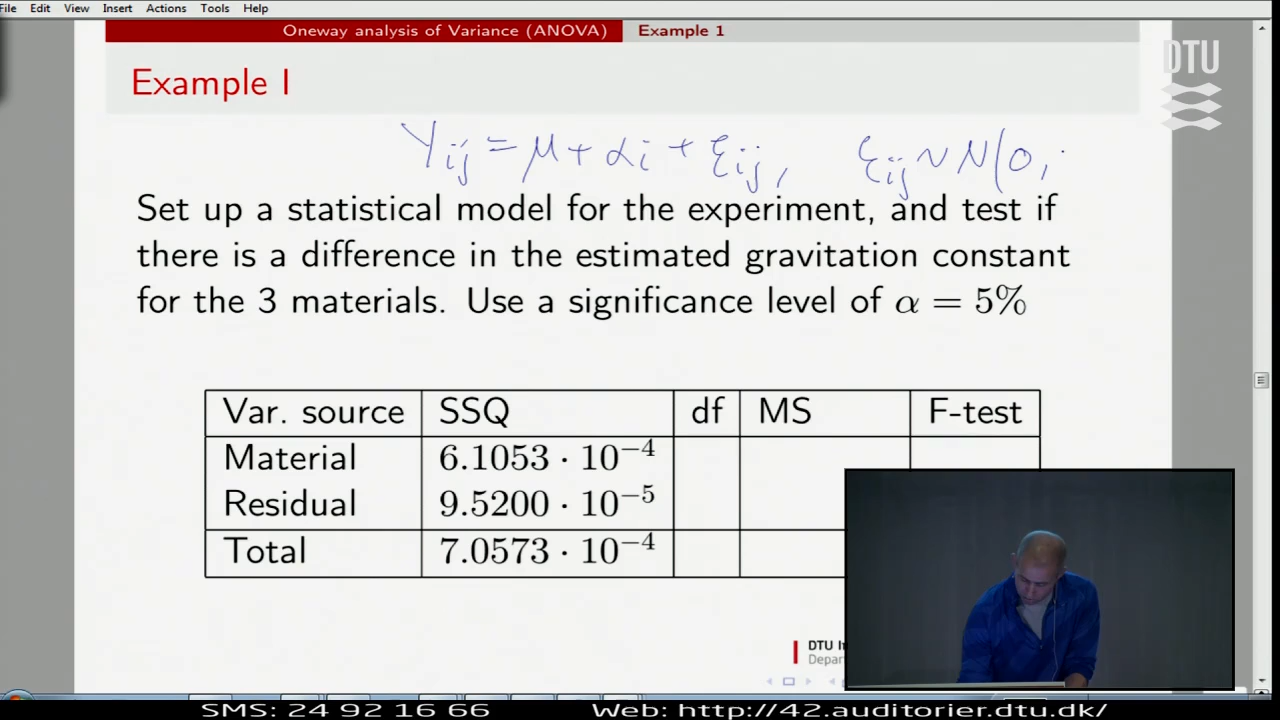 File Edit View Insert Actions Tools Help
Oneway analysis of Variance (ANOVA) Example 1
DTU
Example I
Yij = μ + αi + εij, εij ~ N(0,
Set up a statistical model for the experiment, and test if
there is a difference in the estimated gravitation constant
for the 3 materials. Use a significance level of α = 5%
Var. source SSQ df MS F-test
Material 6.1053 · 10⁻⁴
Residual 9.5200 · 10⁻⁵
Total 7.0573 · 10⁻⁴
DTU
SMS: 24 92 16 66 Web: http://42.auditorier.dtu.dk/